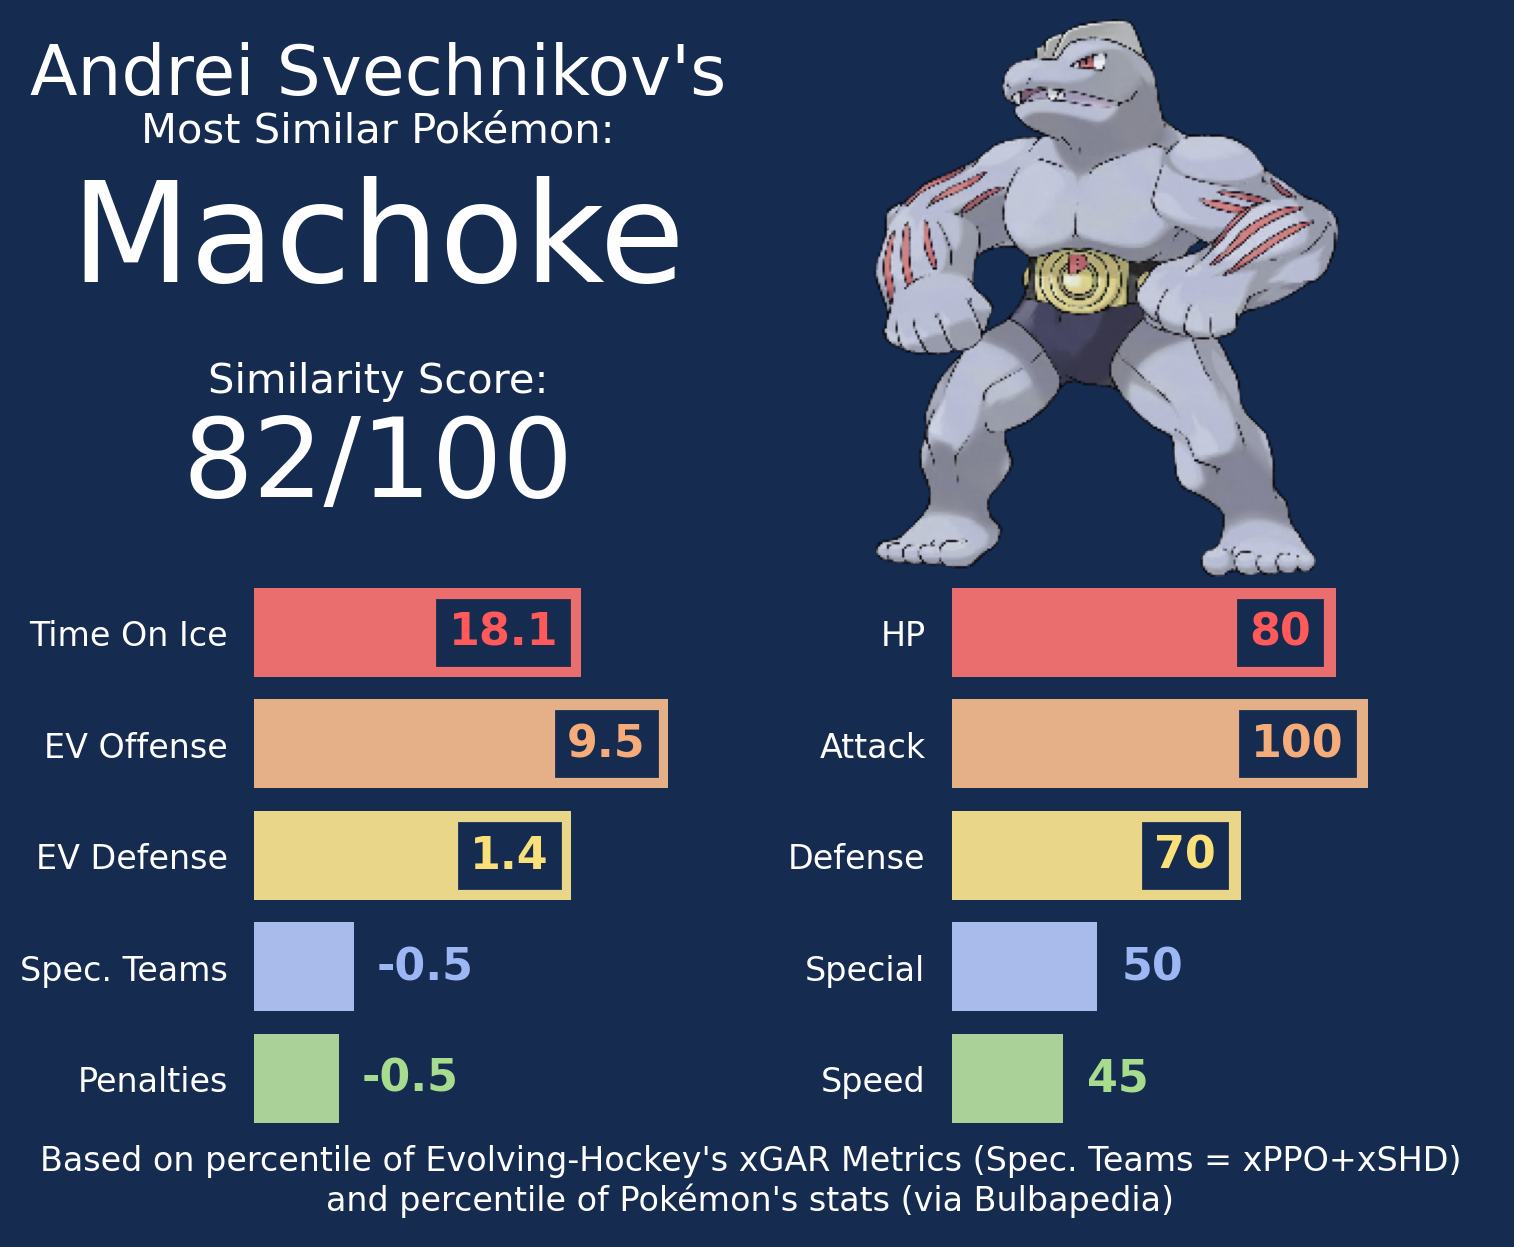 Andrei Svechnikov's
Most Similar Pokémon:
Machoke
Similarity Score:
82/100
P
Time On Ice 18.1
EV Offense 9.5
EV Defense 1.4
Spec. Teams -0.5
Penalties -0.5
HP 80
Attack 100
Defense 70
Special 50
Speed 45
Based on percentile of Evolving-Hockey's xGAR Metrics (Spec. Teams = xPPO+xSHD)
and percentile of Pokémon's stats (via Bulbapedia)